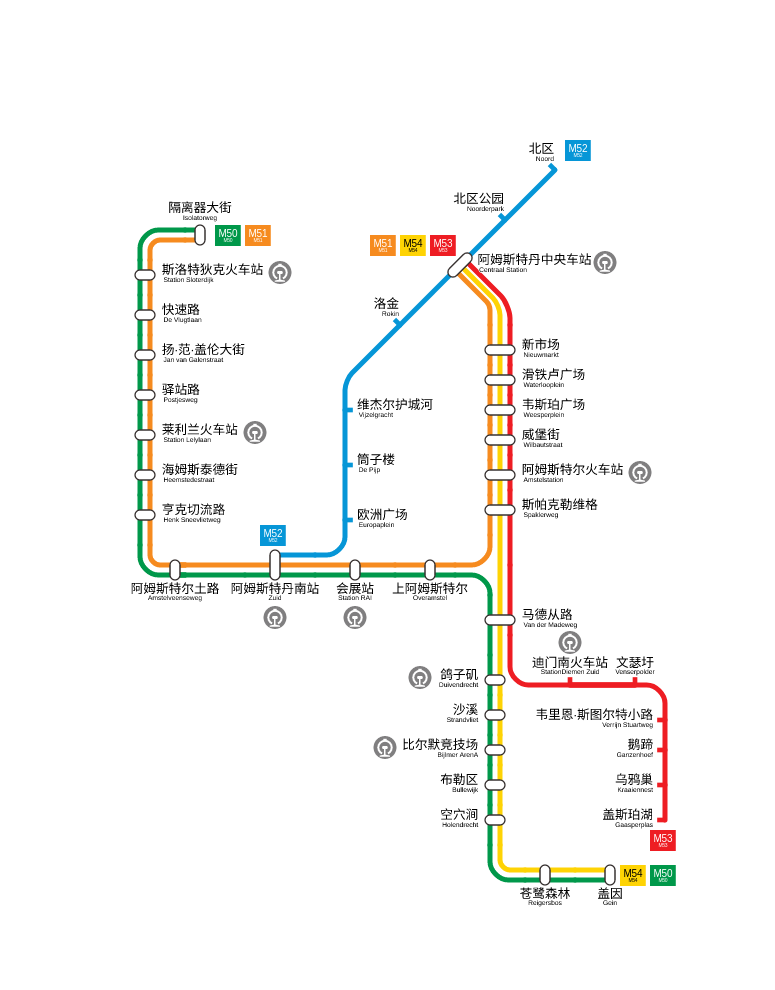 北区
Noord
M52
M52
北区公园
Noorderpark
隔离器大街
Isolatorweg
M50
M50
M51
M51
M51
M51
M54
M54
M53
M53
阿姆斯特丹中央车站
Centraal Station
斯洛特狄克火车站
Station Sloterdijk
快速路
De Vlugtlaan
扬·范·盖伦大街
Jan van Galenstraat
驿站路
Postjesweg
莱利兰火车站
Station Lelylaan
海姆斯泰德街
Heemstedestraat
亨克切流路
Henk Sneevlietweg
洛金
Rokin
维杰尔护城河
Vijzelgracht
筒子楼
De Pijp
欧洲广场
Europaplein
新市场
Nieuwmarkt
滑铁卢广场
Waterlooplein
韦斯珀广场
Weesperplein
威堡街
Wibautstraat
阿姆斯特尔火车站
Amstelstation
斯帕克勒维格
Spaklerweg
M52
M52
阿姆斯特尔土路
Amstelveenseweg
阿姆斯特丹南站
Zuid
会展站
Station RAI
上阿姆斯特尔
Overamstel
马德从路
Van der Madeweg
迪门南火车站
StationDiemen Zuid
文瑟圩
Venserpolder
鸽子矶
Duivendrecht
沙溪
Strandvliet
比尔默竞技场
Bijlmer ArenA
布勒区
Bullewijk
空穴涧
Holendrecht
韦里恩·斯图尔特小路
Verrijn Stuartweg
鹅蹄
Ganzenhoef
乌鸦巢
Kraaiennest
盖斯珀湖
Gaasperplas
M53
M53
苍鹭森林
Reigersbos
盖因
Gein
M54
M54
M50
M50